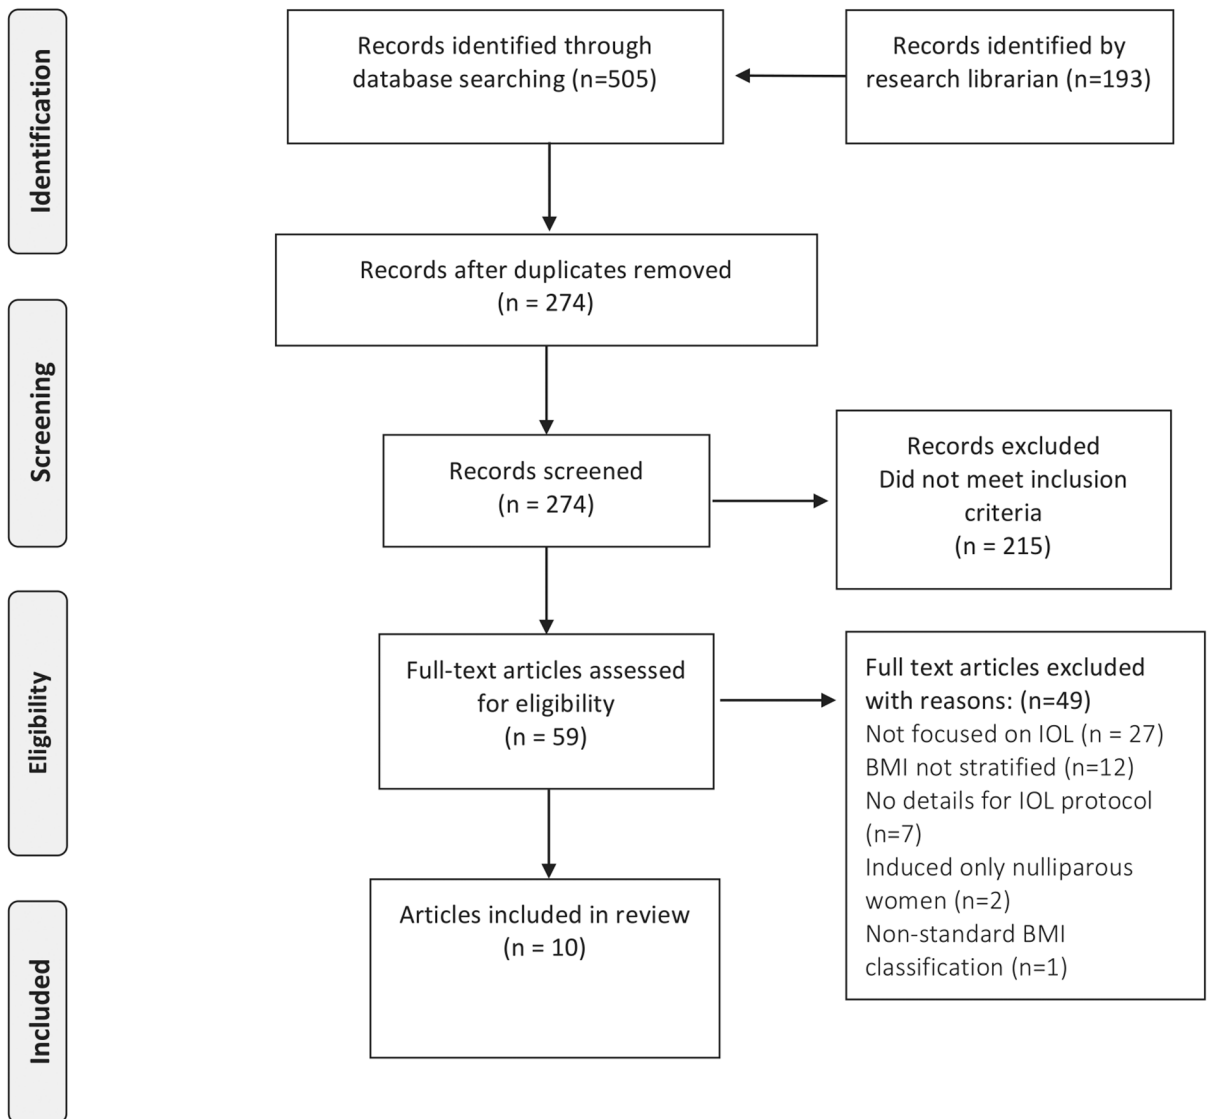 Identification
Records identified through
database searching (n=505)
Records identified by
research librarian (n=193)
Records after duplicates removed
(n = 274)
Screening
Records screened
(n = 274)
Records excluded
Did not meet inclusion
criteria
(n = 215)
Eligibility
Full-text articles assessed
for eligibility
(n = 59)
Full text articles excluded
with reasons: (n=49)
Not focused on IOL (n = 27)
BMI not stratified (n=12)
No details for IOL protocol
(n=7)
Induced only nulliparous
women (n=2)
Non-standard BMI
classification (n=1)
Included
Articles included in review
(n = 10)